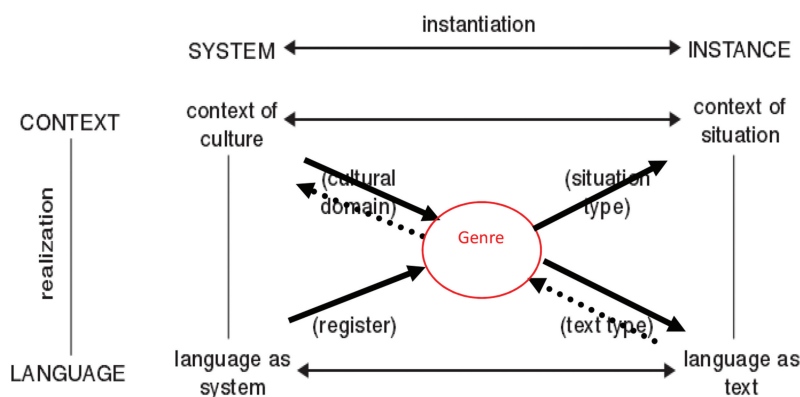 instantiation
SYSTEM
INSTANCE
CONTEXT
context of
culture
context of
situation
(cultural
domain)
(situation
type)
Genre
realization
(register)
(text type)
LANGUAGE
language as
system
language as
text